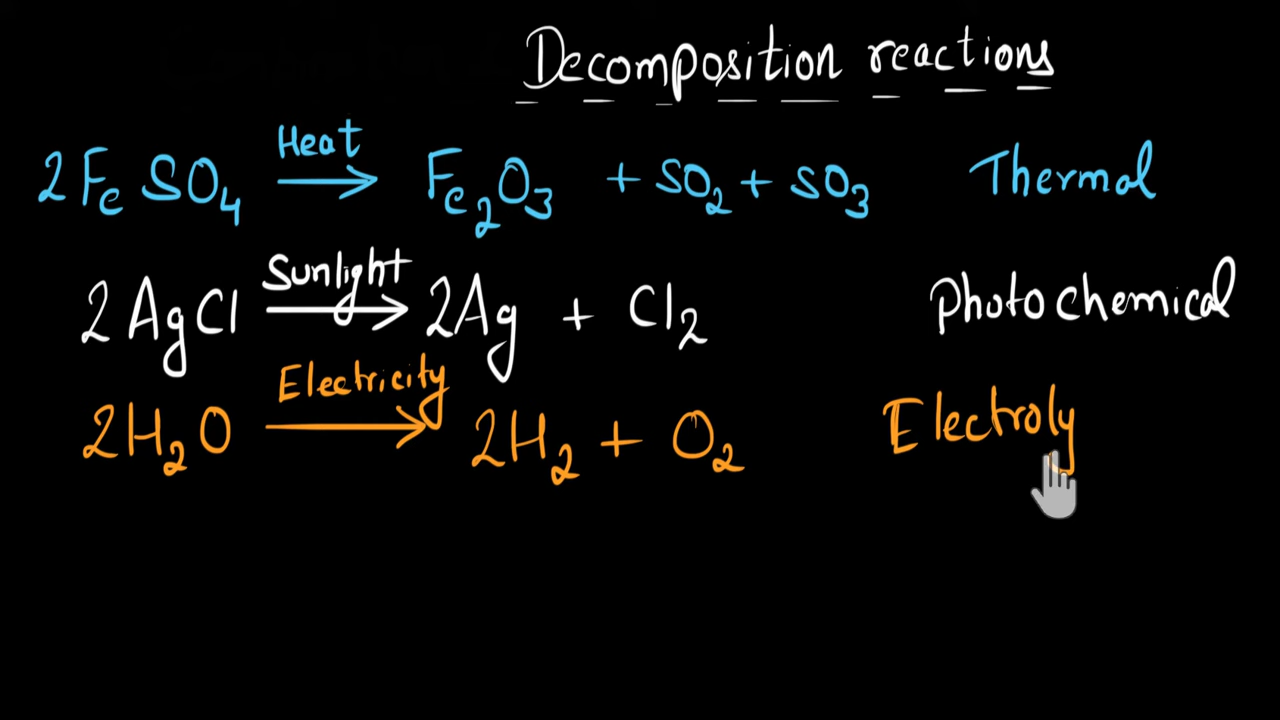 Decomposition reactions
2FeSO₄ Heat → Fe₂O₃ + SO₂ + SO₃ Thermal
2AgCl Sunlight → 2Ag + Cl₂ Photochemical
2H₂O Electricity → 2H₂ + O₂ Electroly